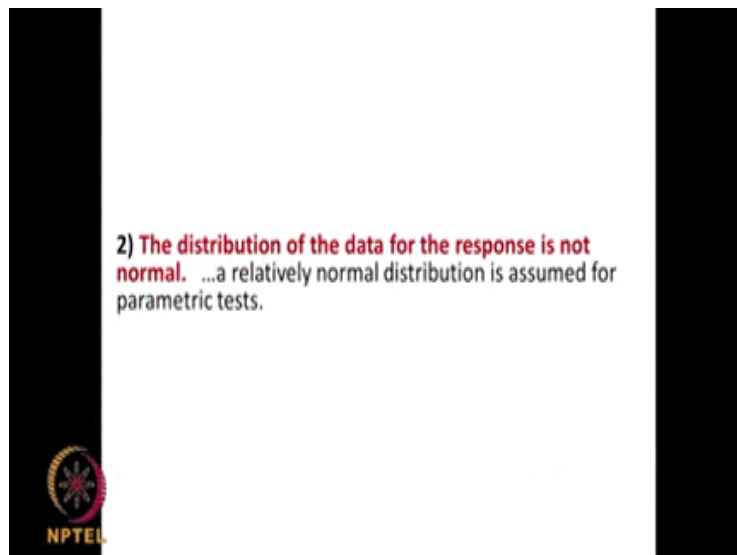 2) The distribution of the data for the response is not
normal. ...a relatively normal distribution is assumed for
parametric tests.
NPTEL